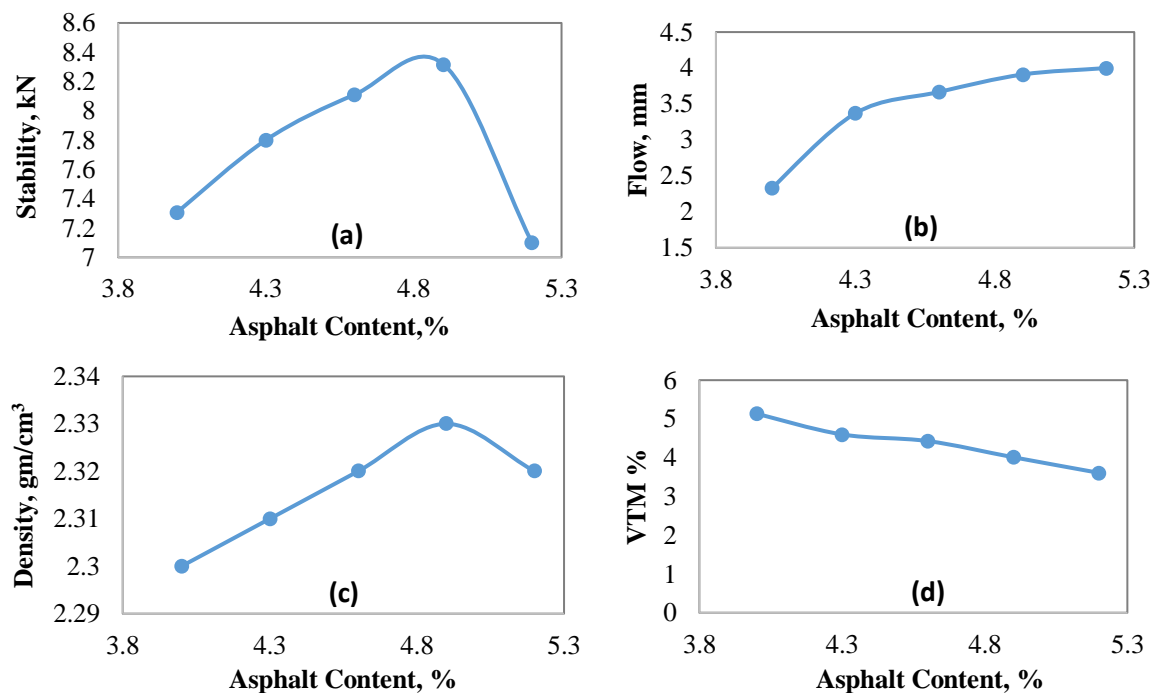 Stability, kN
8.6
8.4
8.2
8
7.8
7.6
7.4
7.2
7
(a)
3.8 4.3 4.8 5.3
Asphalt Content,%
Flow, mm
4.5
4
3.5
3
2.5
2
1.5
(b)
3.8 4.3 4.8 5.3
Asphalt Content, %
Density, gm/cm³
2.34
2.33
2.32
2.31
2.3
2.29
(c)
3.8 4.3 4.8 5.3
Asphalt Content, %
VTM %
6
5
4
3
2
1
0
(d)
3.8 4.3 4.8 5.3
Asphalt Content, %